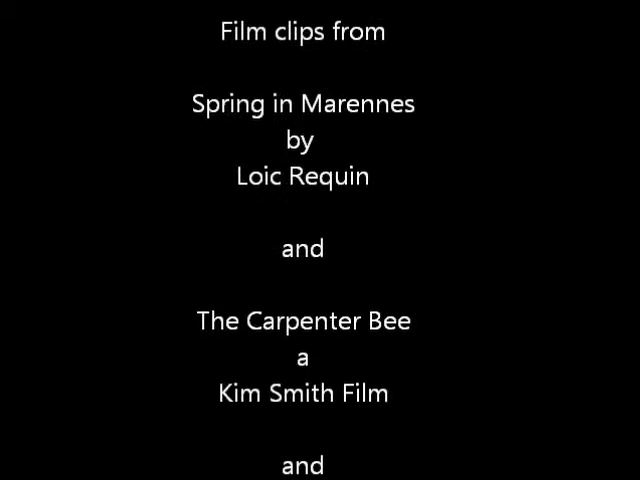 Film clips from
Spring in Marennes
by
Loic Requin
and
The Carpenter Bee
a
Kim Smith Film
and